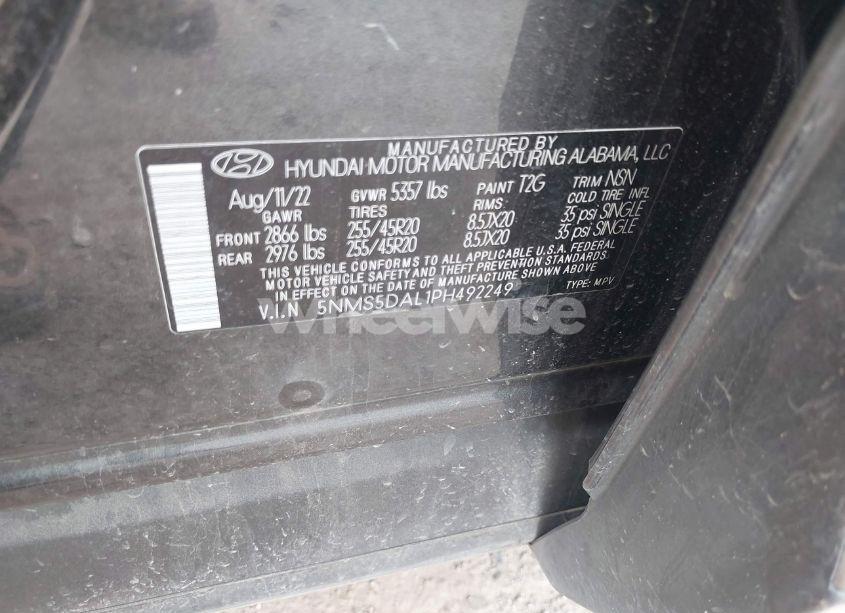 MANUFACTURED BY
HYUNDAI MOTOR MANUFACTURING ALABAMA, LLC
Aug/11/22 GVWR 5357 lbs PAINT T2G TRIM NSN
GAWR TIRES RIMS COLD TIRE INFL
FRONT 2866 lbs 255/45R20 8.5JX20 35 psi SINGLE
REAR 2976 lbs 255/45R20 8.5JX20 35 psi SINGLE
THIS VEHICLE CONFORMS TO ALL APPLICABLE U.S.A. FEDERAL
MOTOR VEHICLE SAFETY AND BUMPER STANDARDS
IN EFFECT ON THE DATE OF MANUFACTURE SHOWN ABOVE
V.I.N 5NMS5DAL1PH492249 TYPE: MPV
wheelwise